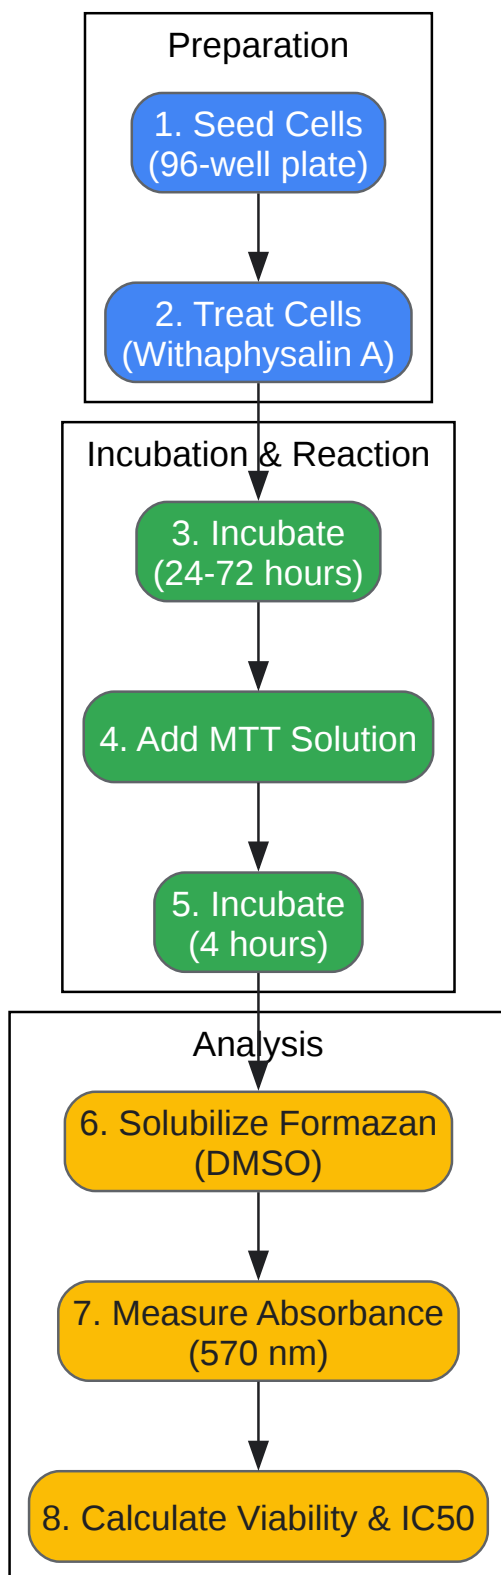 Preparation
1. Seed Cells
(96-well plate)
2. Treat Cells
(Withaphysalin A)
Incubation & Reaction
3. Incubate
(24-72 hours)
4. Add MTT Solution
5. Incubate
(4 hours)
Analysis
6. Solubilize Formazan
(DMSO)
7. Measure Absorbance
(570 nm)
8. Calculate Viability & IC50